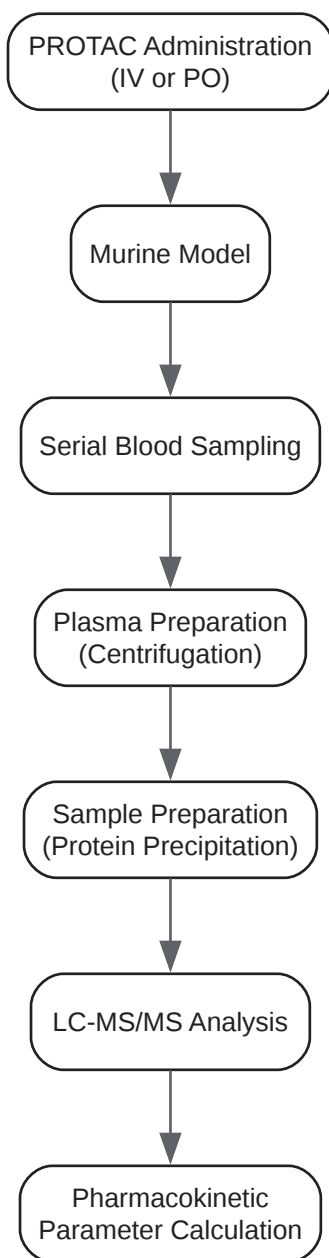 PROTAC Administration
(IV or PO)
Murine Model
Serial Blood Sampling
Plasma Preparation
(Centrifugation)
Sample Preparation
(Protein Precipitation)
LC-MS/MS Analysis
Pharmacokinetic
Parameter Calculation